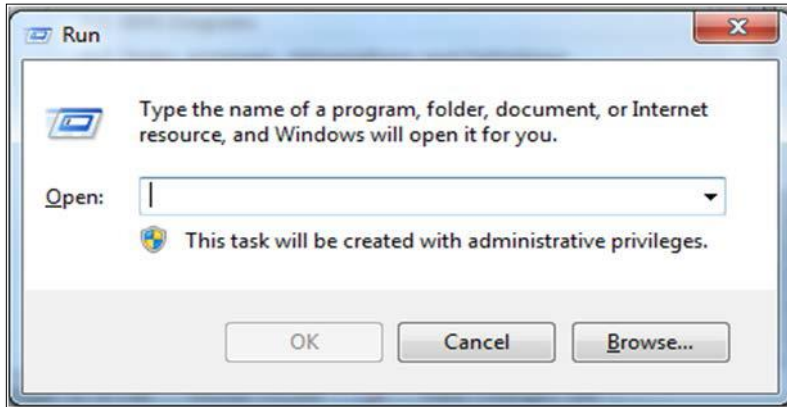 Run
Type the name of a program, folder, document, or Internet
resource, and Windows will open it for you.
Open:
This task will be created with administrative privileges.
OK
Cancel
Browse...